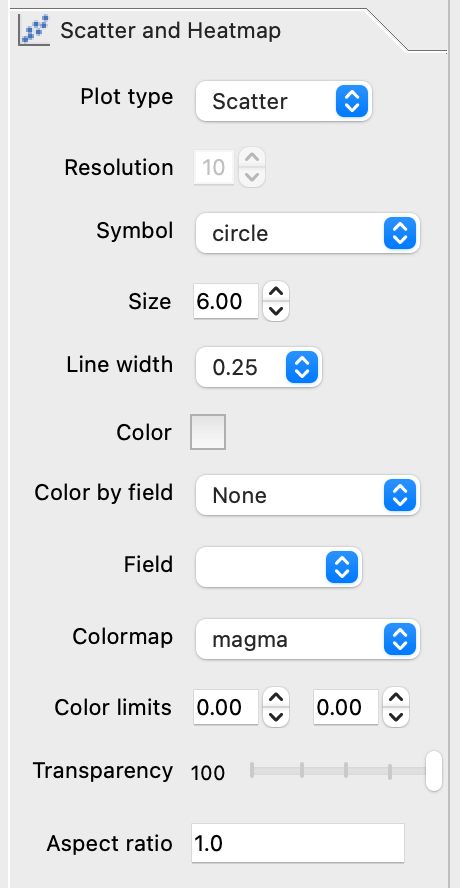 Scatter and Heatmap
Plot type Scatter
Resolution 10
Symbol circle
Size 6.00
Line width 0.25
Color
Color by field None
Field
Colormap magma
Color limits 0.00 0.00
Transparency 100
Aspect ratio 1.0